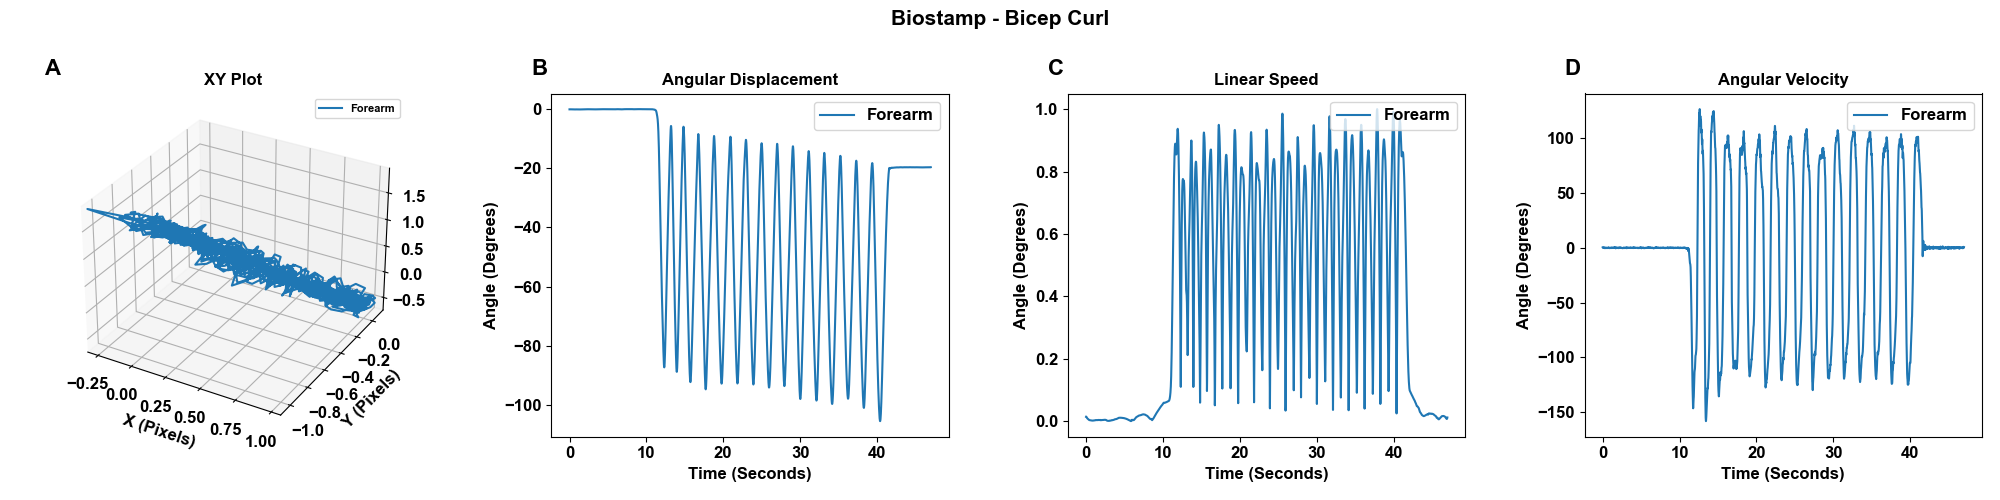 Biostamp - Bicep Curl
A
XY Plot
Forearm
1.5
1.0
0.5
0.0
−0.5
0.0
−0.2
−0.4
−0.6
−0.8
−1.0
Y (Pixels)
−0.25
0.00
0.25
0.50
0.75
1.00
X (Pixels)
B
Angular Displacement
Forearm
Angle (Degrees)
0
−20
−40
−60
−80
−100
0 10 20 30 40
Time (Seconds)
C
Linear Speed
Forearm
Angle (Degrees)
1.0
0.8
0.6
0.4
0.2
0.0
0 10 20 30 40
Time (Seconds)
D
Angular Velocity
Forearm
Angle (Degrees)
100
50
0
−50
−100
−150
0 10 20 30 40
Time (Seconds)